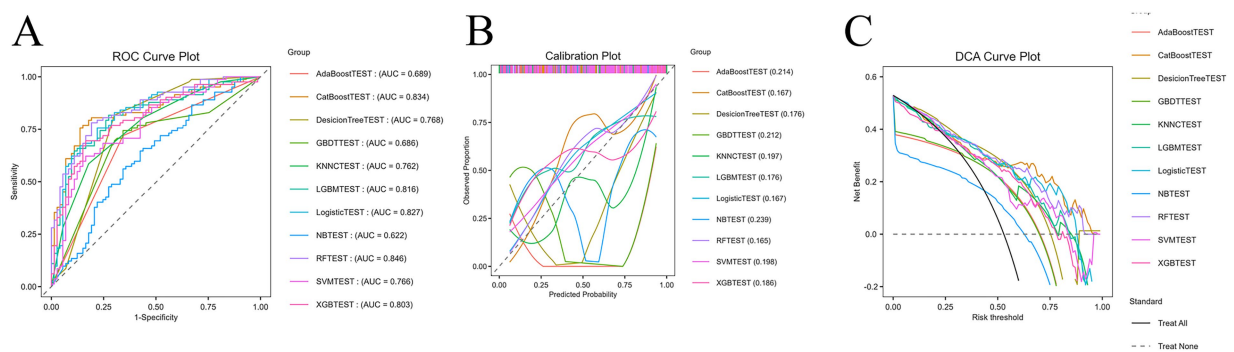 A
ROC Curve Plot
Sensitivity
1.00
0.75
0.50
0.25
0.00
0.00 0.25 0.50 0.75 1.00
1-Specificity
Group
AdaBoostTEST : (AUC = 0.689)
CatBoostTEST : (AUC = 0.834)
DesicionTreeTEST : (AUC = 0.768)
GBDTTEST : (AUC = 0.686)
KNNCTEST : (AUC = 0.762)
LGBMTEST : (AUC = 0.816)
LogisticTEST : (AUC = 0.827)
NBTEST : (AUC = 0.622)
RFTEST : (AUC = 0.846)
SVMTEST : (AUC = 0.766)
XGBTEST : (AUC = 0.803)
B
Calibration Plot
Observed Proportion
1.00
0.75
0.50
0.25
0.00
0.00 0.25 0.50 0.75 1.00
Predicted Probability
Group
AdaBoostTEST (0.214)
CatBoostTEST (0.167)
DesicionTreeTEST (0.176)
GBDTTEST (0.212)
KNNCTEST (0.197)
LGBMTEST (0.176)
LogisticTEST (0.167)
NBTEST (0.239)
RFTEST (0.165)
SVMTEST (0.198)
XGBTEST (0.186)
C
DCA Curve Plot
Net Benefit
0.6
0.4
0.2
0.0
-0.2
0.00 0.25 0.50 0.75 1.00
Risk threshold
AdaBoostTEST
CatBoostTEST
DesicionTreeTEST
GBDTTEST
KNNCTEST
LGBMTEST
LogisticTEST
NBTEST
RFTEST
SVMTEST
XGBTEST
Standard
Treat All
Treat None